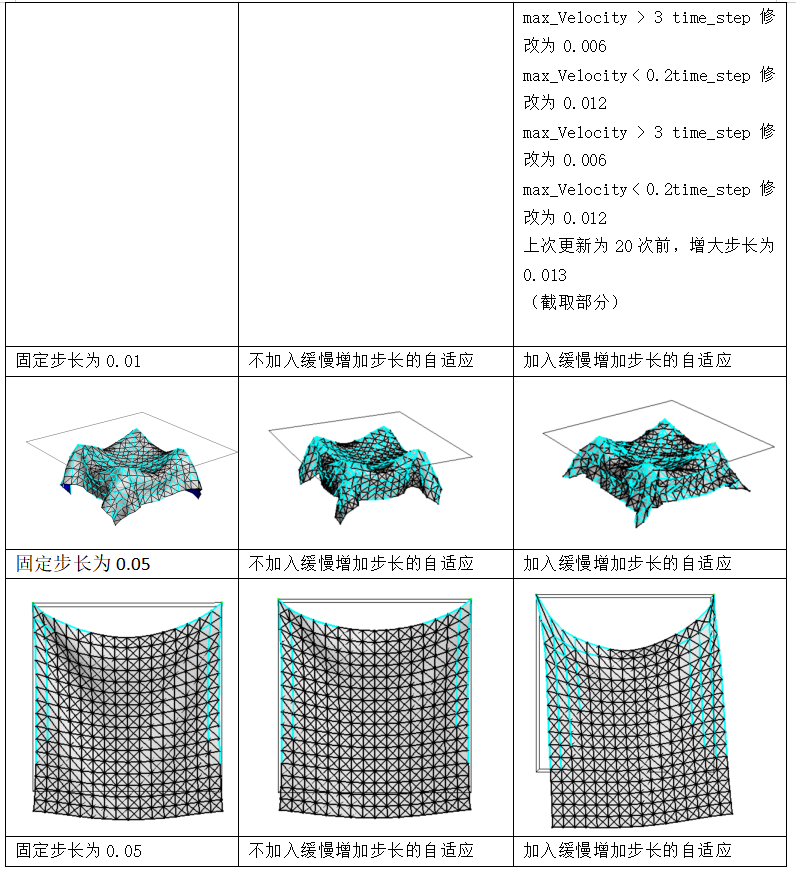 max_Velocity > 3 time_step 修
改为 0.006
max_Velocity < 0.2time_step 修
改为 0.012
max_Velocity > 3 time_step 修
改为 0.006
max_Velocity < 0.2time_step 修
改为 0.012
上次更新为 20 次前，增大步长为
0.013
（截取部分）
固定步长为 0.01
不加入缓慢增加步长的自适应
加入缓慢增加步长的自适应
固定步长为 0.05
不加入缓慢增加步长的自适应
加入缓慢增加步长的自适应
固定步长为 0.05
不加入缓慢增加步长的自适应
加入缓慢增加步长的自适应